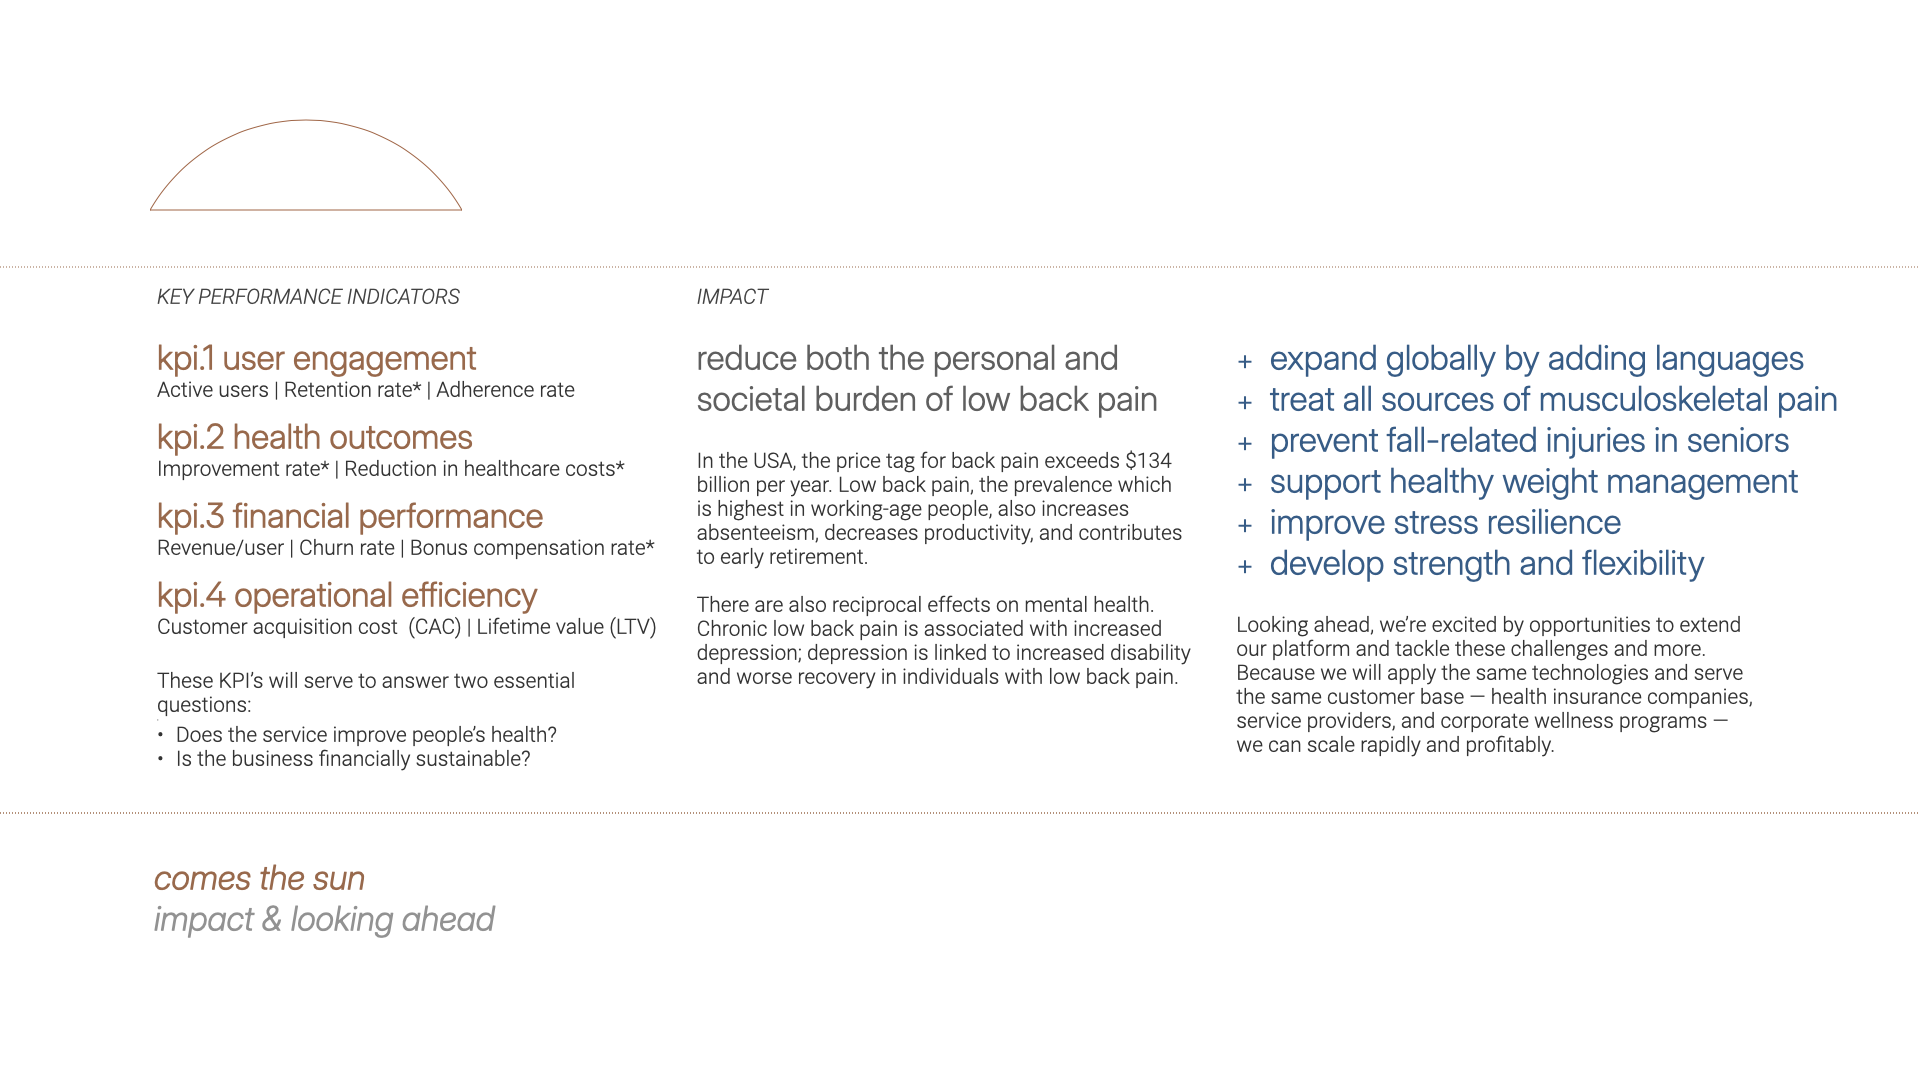 KEY PERFORMANCE INDICATORS
kpi.1 user engagement
Active users | Retention rate* | Adherence rate
kpi.2 health outcomes
Improvement rate* | Reduction in healthcare costs*
kpi.3 financial performance
Revenue/user | Churn rate | Bonus compensation rate*
kpi.4 operational efficiency
Customer acquisition cost  (CAC) | Lifetime value (LTV)
These KPI’s will serve to answer two essential
questions:
• Does the service improve people’s health?
• Is the business financially sustainable?
IMPACT
reduce both the personal and
societal burden of low back pain
In the USA, the price tag for back pain exceeds $134
billion per year. Low back pain, the prevalence which
is highest in working-age people, also increases
absenteeism, decreases productivity, and contributes
to early retirement.
There are also reciprocal effects on mental health.
Chronic low back pain is associated with increased
depression; depression is linked to increased disability
and worse recovery in individuals with low back pain.
+ expand globally by adding languages
+ treat all sources of musculoskeletal pain
+ prevent fall-related injuries in seniors
+ support healthy weight management
+ improve stress resilience
+ develop strength and flexibility
Looking ahead, we’re excited by opportunities to extend
our platform and tackle these challenges and more.
Because we will apply the same technologies and serve
the same customer base — health insurance companies,
service providers, and corporate wellness programs —
we can scale rapidly and profitably.
comes the sun
impact & looking ahead